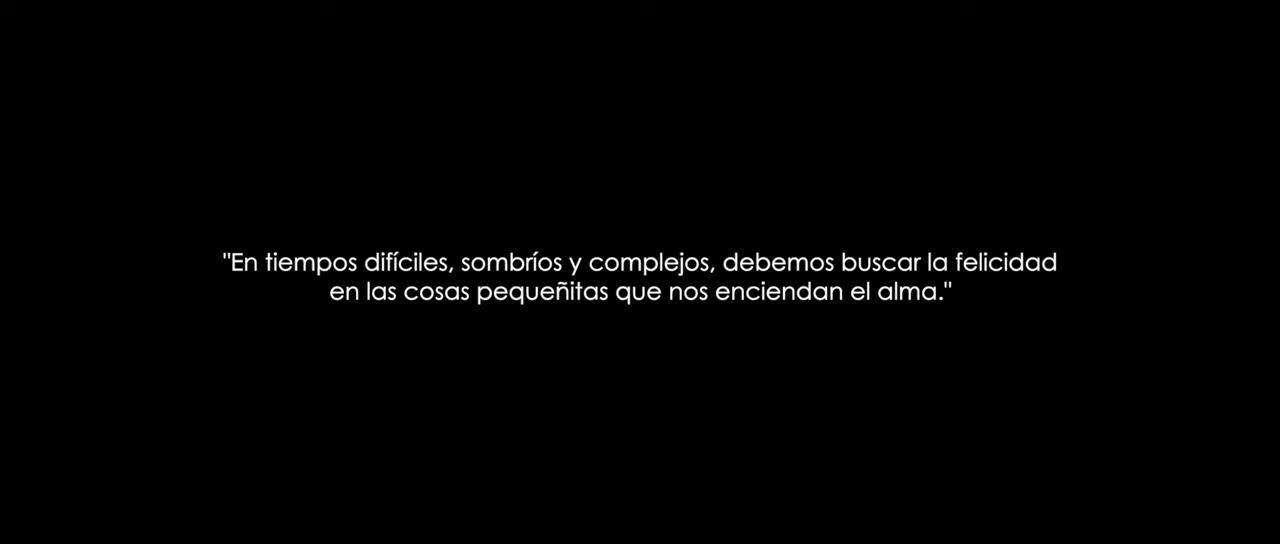 "En tiempos difíciles, sombríos y complejos, debemos buscar la felicidad
en las cosas pequeñitas que nos enciendan el alma."